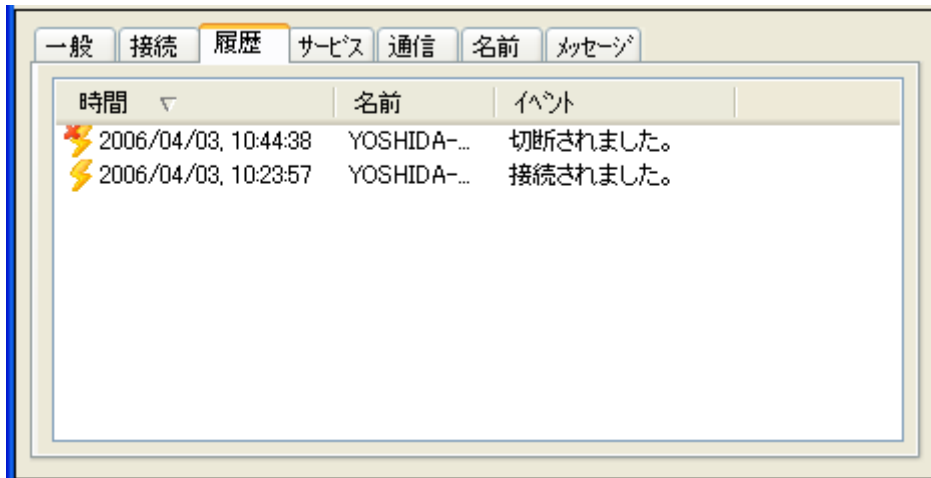 一般 接続 履歴 サービス 通信 名前 メッセージ
時間 名前 イベント
2006/04/03, 10:44:38 YOSHIDA-... 切断されました。
2006/04/03, 10:23:57 YOSHIDA-... 接続されました。